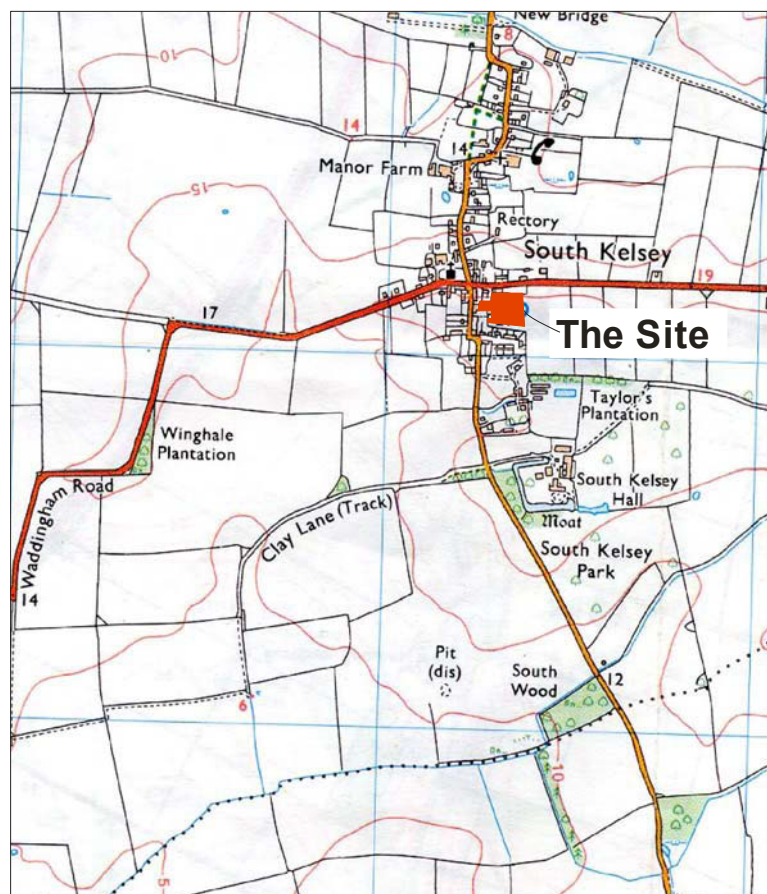 New Bridge
8
10
14
14
Manor Farm
15
Rectory
South Kelsey
19
17
The Site
Taylor's
Plantation
Winghale
Plantation
South Kelsey
Hall
Waddingham Road
Clay Lane (Track)
Moat
South Kelsey
Park
14
Pit
(dis)
South
Wood
12
6
10
5